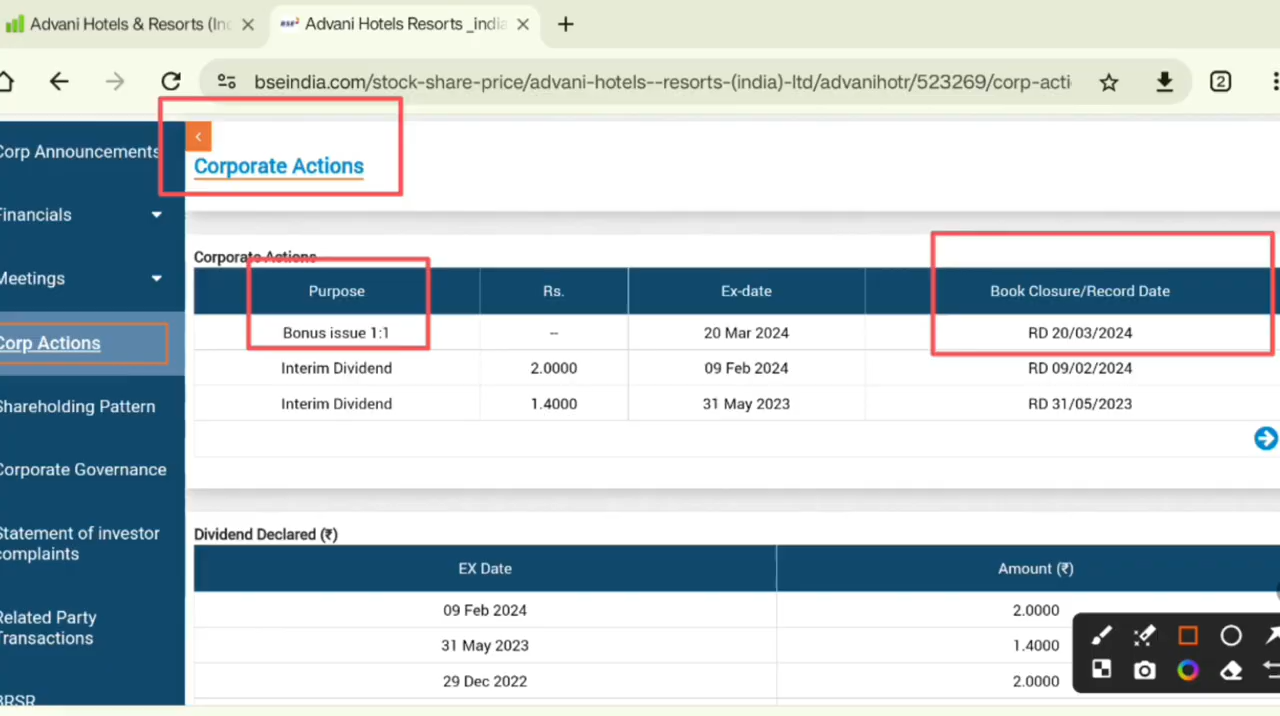 Advani Hotels & Resorts (In
BSE Advani Hotels Resorts _india
bseindia.com/stock-share-price/advani-hotels--resorts-(india)-ltd/advanihotr/523269/corp-acti
2
Corp Announcements
Financials
Meetings
Corp Actions
Shareholding Pattern
Corporate Governance
Statement of investor
complaints
Related Party
Transactions
BRSR
Corporate Actions
Corporate Actions
Purpose Rs. Ex-date Book Closure/Record Date
Bonus issue 1:1 -- 20 Mar 2024 RD 20/03/2024
Interim Dividend 2.0000 09 Feb 2024 RD 09/02/2024
Interim Dividend 1.4000 31 May 2023 RD 31/05/2023
Dividend Declared (₹)
EX Date Amount (₹)
09 Feb 2024 2.0000
31 May 2023 1.4000
29 Dec 2022 2.0000